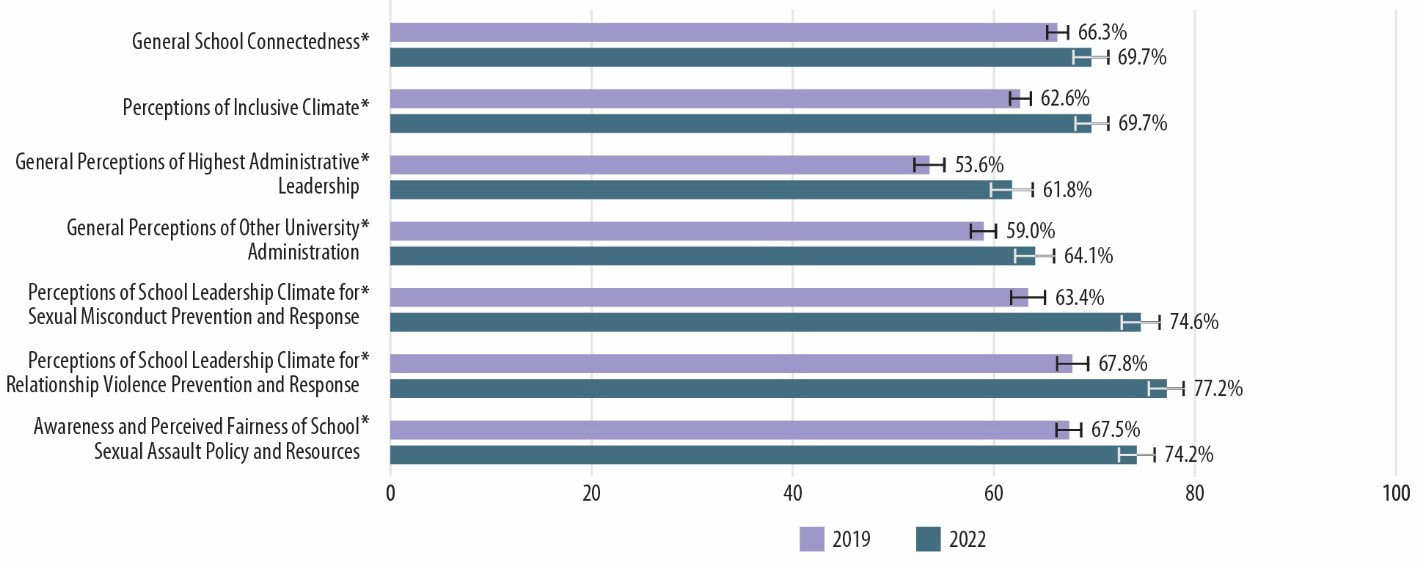 General School Connectedness*
66.3%
69.7%
Perceptions of Inclusive Climate*
62.6%
69.7%
General Perceptions of Highest Administrative*
Leadership
53.6%
61.8%
General Perceptions of Other University*
Administration
59.0%
64.1%
Perceptions of School Leadership Climate for*
Sexual Misconduct Prevention and Response
63.4%
74.6%
Perceptions of School Leadership Climate for*
Relationship Violence Prevention and Response
67.8%
77.2%
Awareness and Perceived Fairness of School*
Sexual Assault Policy and Resources
67.5%
74.2%
0 20 40 60 80 100
2019 2022